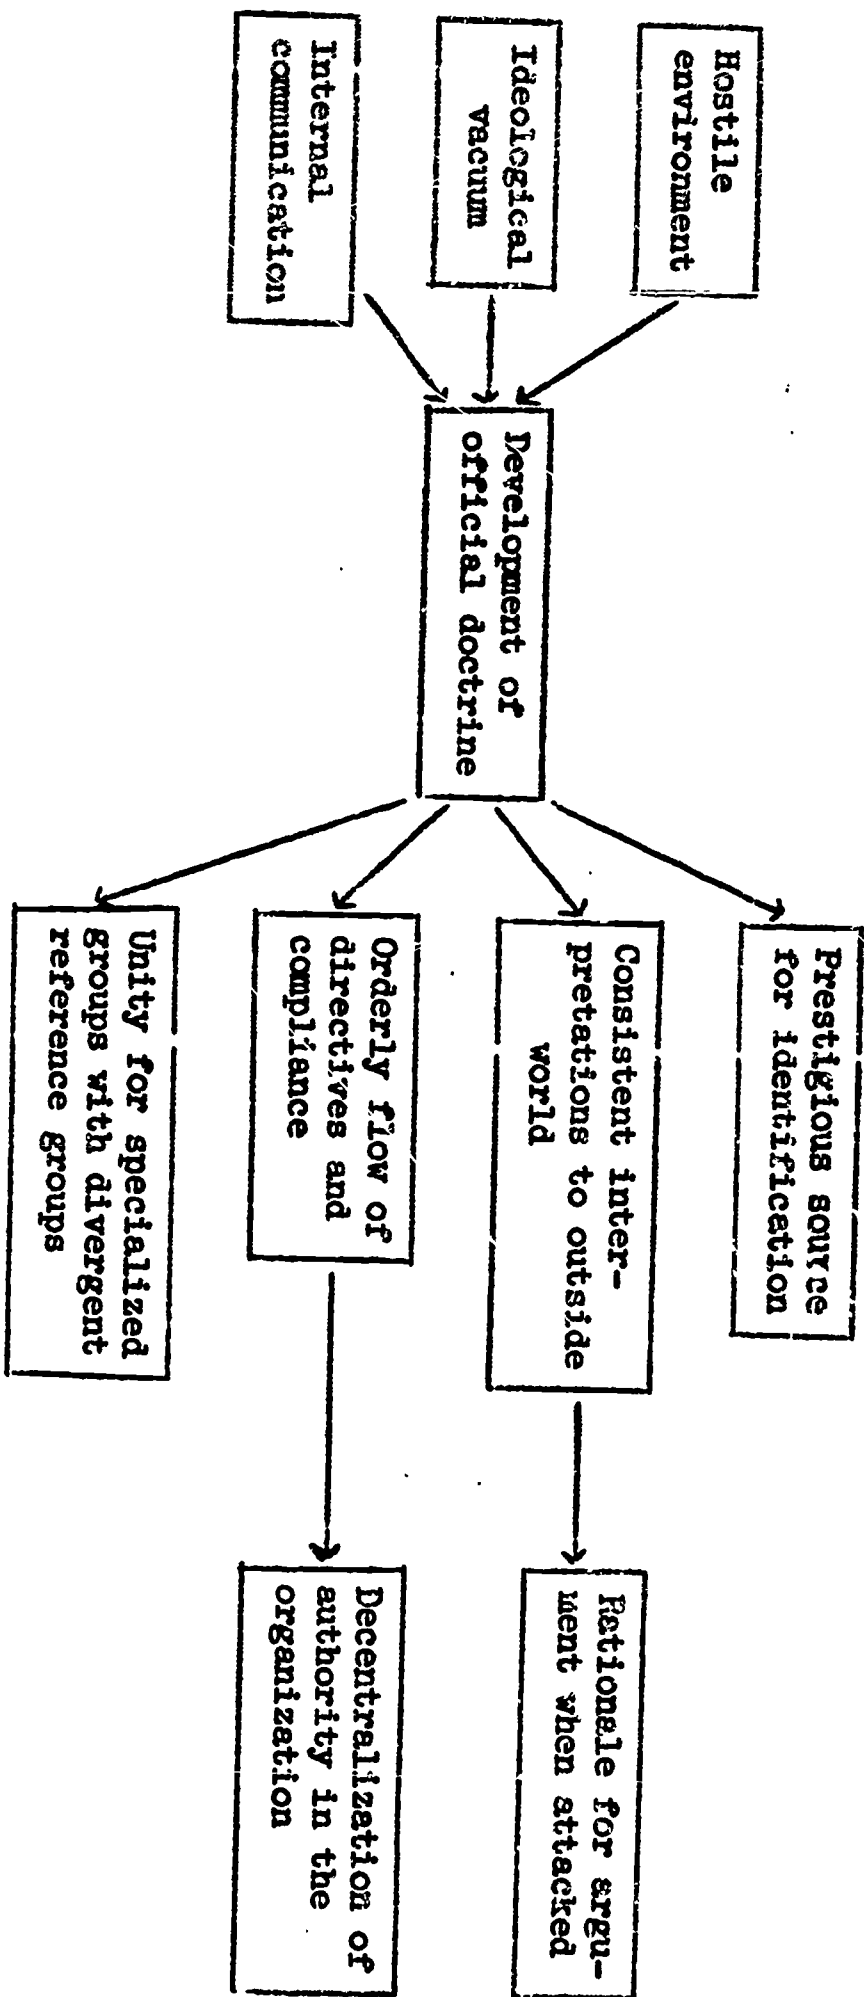 Hostile
environment
Ideological
vacuum
Internal
communication
Development of
official doctrine
Prestigious source
for identification
Consistent inter-
pretations to outside
world
Orderly flow of
directives and
compliance
Unity for specialized
groups with divergent
reference groups
Rationale for argu-
ment when attacked
Decentralization of
authority in the
organization